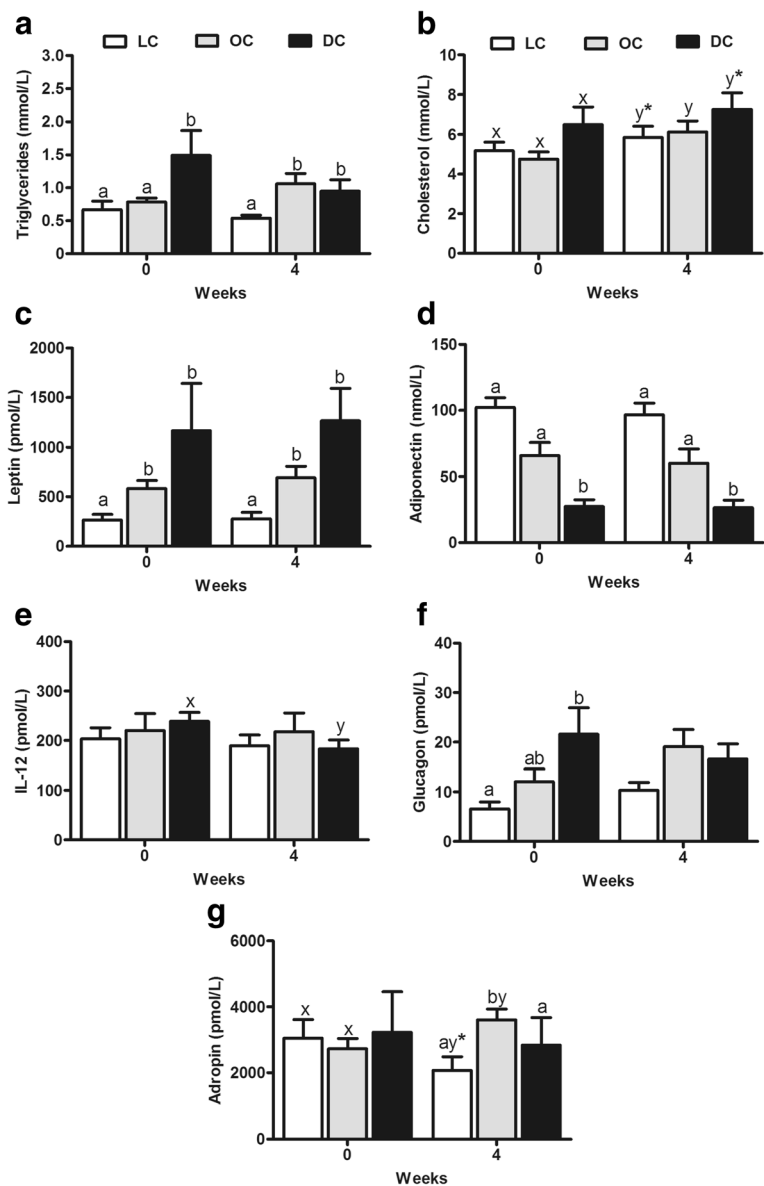 a
LC OC DC
Triglycerides (mmol/L)
3.0
2.5
2.0
1.5
1.0
0.5
0
a a b a b b
0 4
Weeks
b
LC OC DC
Cholesterol (mmol/L)
10
8
6
4
2
0
x x x y* y y*
0 4
Weeks
c
Leptin (pmol/L)
2000
1500
1000
500
0
a b b a b b
0 4
Weeks
d
Adiponectin (nmol/L)
150
100
50
0
a a b a a b
0 4
Weeks
e
IL-12 (pmol/L)
400
300
200
100
0
x y
0 4
Weeks
f
Glucagon (pmol/L)
40
30
20
10
0
a ab b
0 4
Weeks
g
Adropin (pmol/L)
6000
4000
2000
0
x x ay* by a
0 4
Weeks